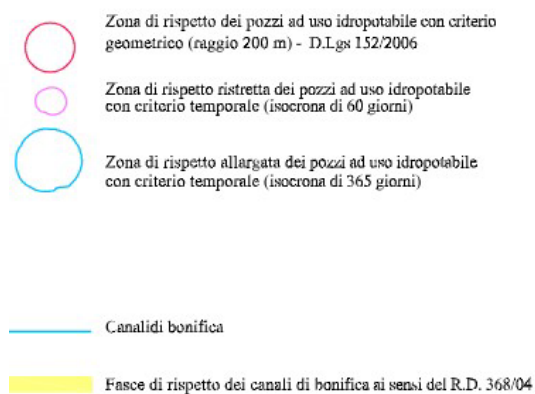 Zona di rispetto dei pozzi ad uso idropotabile con criterio
geometrico (raggio 200 m) - D.Lgs 152/2006
Zona di rispetto ristretta dei pozzi ad uso idropotabile
con criterio temporale (isocrona di 60 giorni)
Zona di rispetto allargata dei pozzi ad uso idropotabile
con criterio temporale (isocrona di 365 giorni)
Canalidi bonifica
Fasce di rispetto dei canali di bonifica ai sensi del R.D. 368/04